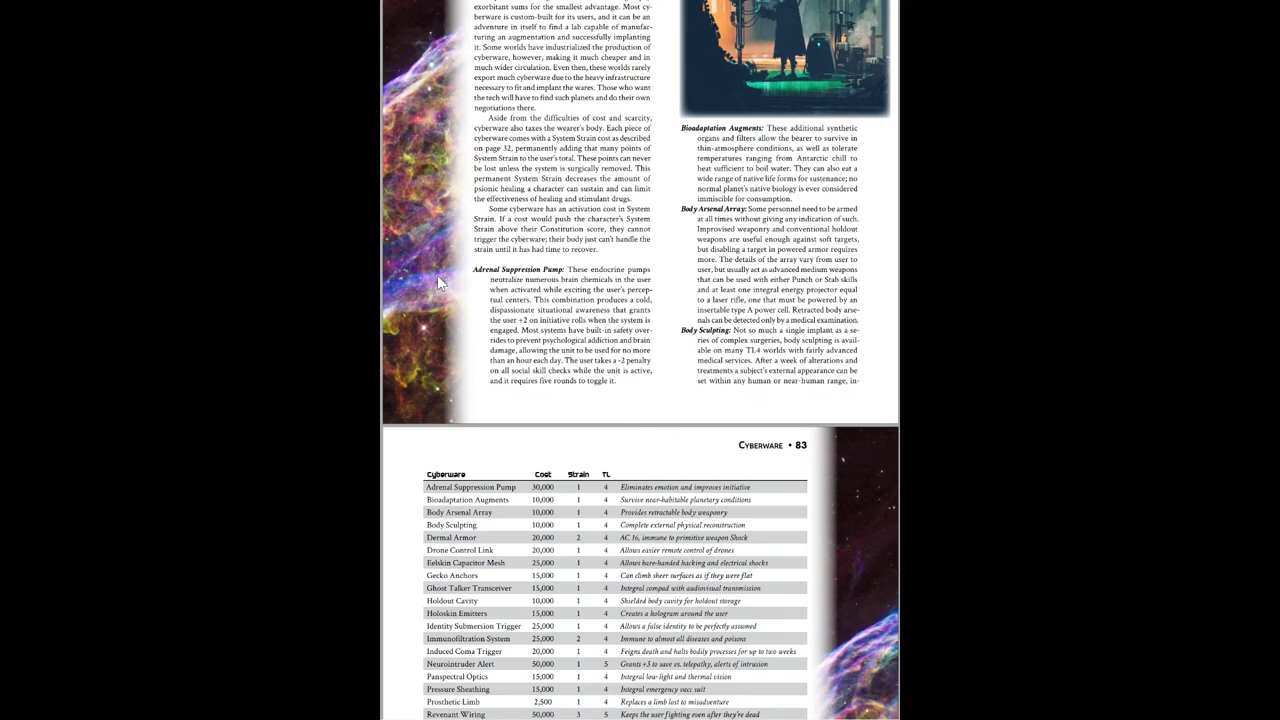 exorbitant sums for the smallest advantage. Most cy-
berware is custom-built for its users, and it can be an
adventure in itself to find a lab capable of manufac-
turing an augmentation and successfully implanting
it. Some worlds have industrialized the production of
cyberware, however, making it much cheaper and in
much wider circulation. Even then, these worlds rarely
export much cyberware due to the heavy infrastructure
necessary to fit and implant the wares. Those who want
the tech will have to find such planets and do their own
negotiations there.
Aside from the difficulties of cost and scarcity,
cyberware also taxes the wearer's body. Each piece of
cyberware comes with a System Strain cost as described
on page 32, permanently adding that many points of
System Strain to the user's total. These points can never
be lost unless the system is surgically removed. This
permanent System Strain decreases the amount of
psionic healing a character can sustain and can limit
the effectiveness of healing and stimulant drugs.
Some cyberware has an activation cost in System
Strain. If a cost would push the character's System
Strain above their Constitution score, they cannot
trigger the cyberware; their body just can't handle the
strain until it has had time to recover.
Adrenal Suppression Pump: These endocrine pumps
neutralize numerous brain chemicals in the user
when activated while exciting the user's percep-
tual centers. This combination produces a cold,
dispassionate situational awareness that grants
the user +2 on initiative rolls when the system is
engaged. Most systems have built-in safety over-
rides to prevent psychological addiction and brain
damage, allowing the unit to be used for no more
than an hour each day. The user takes a -2 penalty
on all social skill checks while the unit is active,
and it requires five rounds to toggle it.
Bioadaptation Augments: These additional synthetic
organs and filters allow the bearer to survive in
thin-atmosphere conditions, as well as tolerate
temperatures ranging from Antarctic chill to
heat sufficient to boil water. They can also eat a
wide range of native life forms for sustenance; no
normal planet's native biology is ever considered
immiscible for consumption.
Body Arsenal Array: Some personnel need to be armed
at all times without giving any indication of such.
Improvised weaponry and conventional holdout
weapons are useful enough against soft targets,
but disabling a target in powered armor requires
more. The details of the array vary from user to
user, but usually act as advanced medium weapons
that can be used with either Punch or Stab skills
and at least one integral energy projector equal
to a laser rifle, one that must be powered by an
insertable type A power cell. Retracted body arse-
nals can be detected only by a medical examination.
Body Sculpting: Not so much a single implant as a se-
ries of complex surgeries, body sculpting is avail-
able on many TL4 worlds with fairly advanced
medical services. After a week of alterations and
treatments a subject's external appearance can be
set within any human or near-human range, in-
Cyberware • 83
Cyberware Cost Strain TL
Adrenal Suppression Pump 30,000 1 4 Eliminates emotion and improves initiative
Bioadaptation Augments 10,000 1 4 Survive near-habitable planetary conditions
Body Arsenal Array 10,000 1 4 Provides retractable body weaponry
Body Sculpting 10,000 1 4 Complete external physical reconstruction
Dermal Armor 20,000 2 4 AC 16, immune to primitive weapon Shock
Drone Control Link 20,000 1 4 Allows easier remote control of drones
Eelskin Capacitor Mesh 25,000 1 4 Allows bare-handed hacking and electrical shocks
Gecko Anchors 15,000 1 4 Can climb sheer surfaces as if they were flat
Ghost Talker Transceiver 15,000 1 4 Integral compad with audiovisual transmission
Holdout Cavity 10,000 1 4 Shielded body cavity for holdout storage
Holoskin Emitters 15,000 1 4 Creates a hologram around the user
Identity Submersion Trigger 25,000 1 4 Allows a false identity to be perfectly assumed
Immunofiltration System 25,000 2 4 Immune to almost all diseases and poisons
Induced Coma Trigger 20,000 1 4 Feigns death and halts bodily processes for up to two weeks
Neurointruder Alert 50,000 1 5 Grants +3 to save vs. telepathy, alerts of intrusion
Panspectral Optics 15,000 1 4 Integral low-light and thermal vision
Pressure Sheathing 15,000 1 4 Integral emergency vacc suit
Prosthetic Limb 2,500 1 4 Replaces a limb lost to misadventure
Revenant Wiring 50,000 3 5 Keeps the user fighting even after they're dead